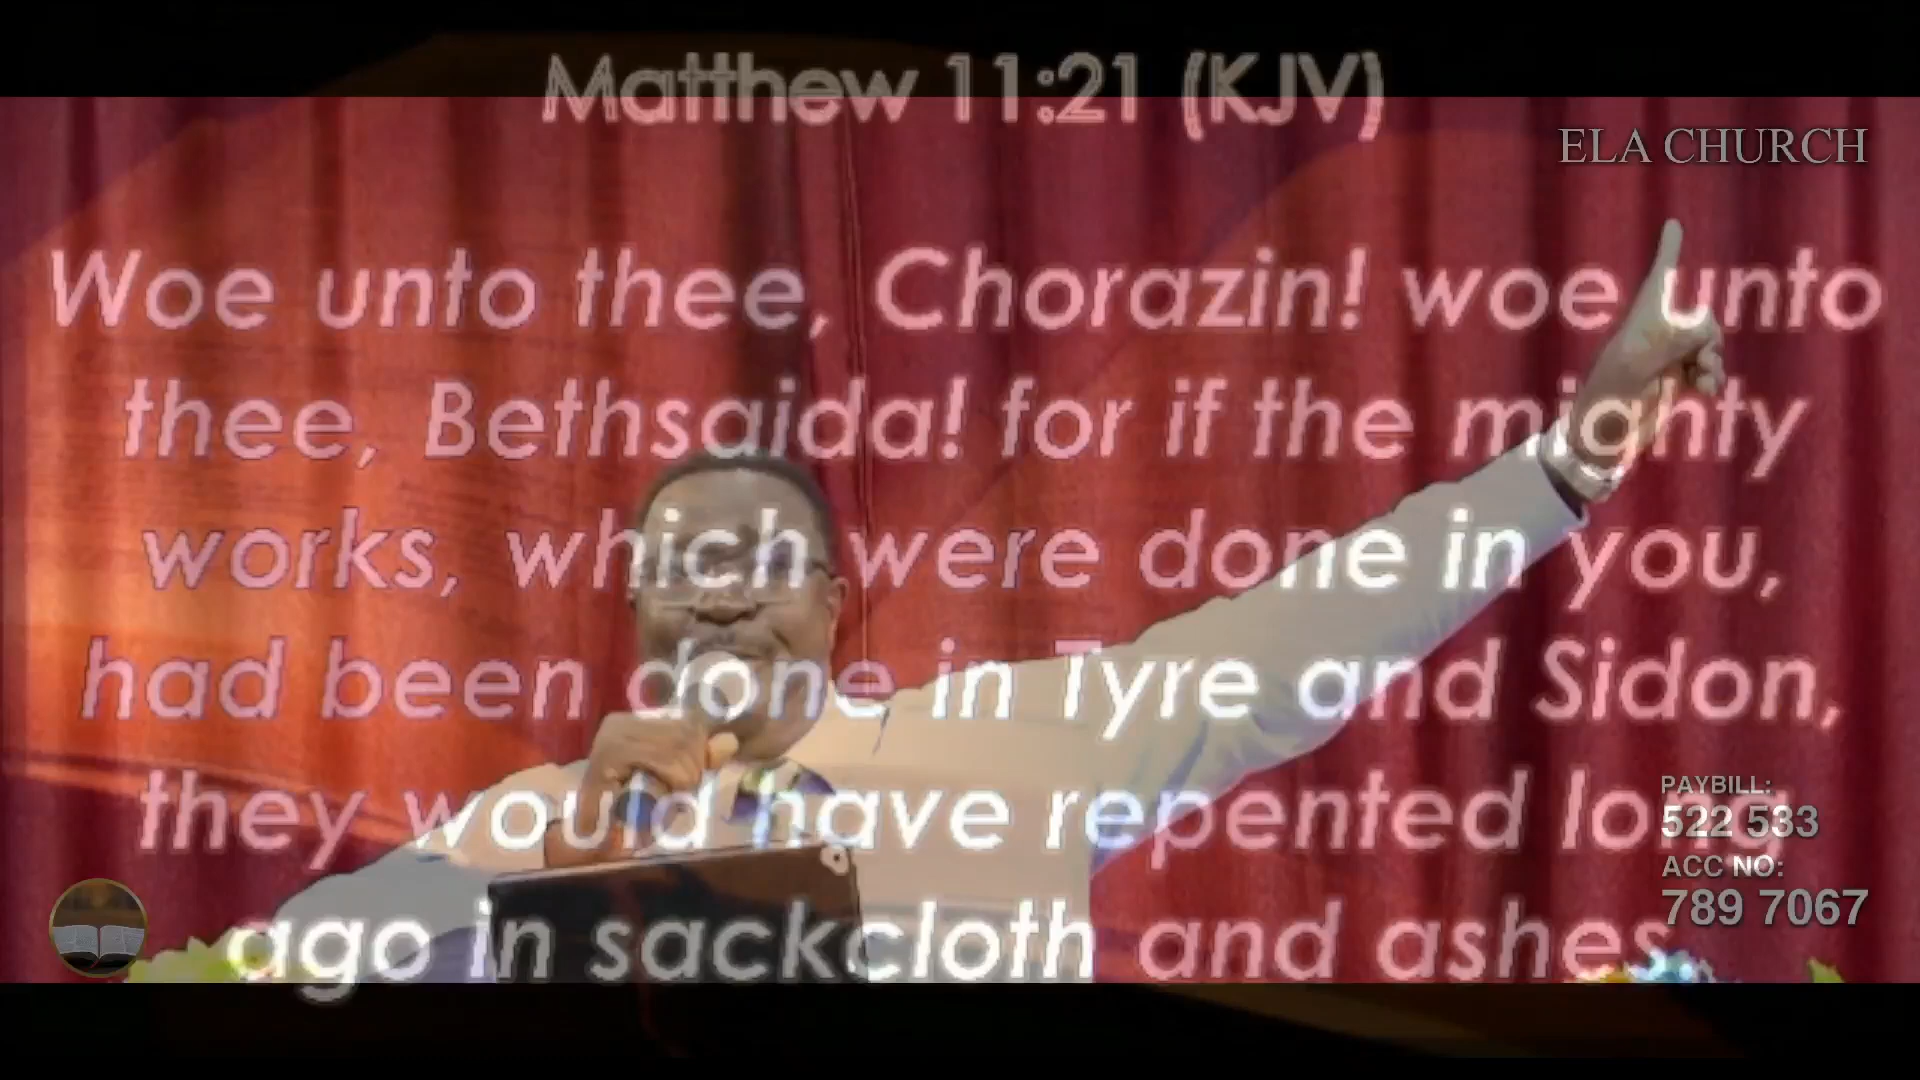 Matthew 11:21 (KJV)
ELA CHURCH
Woe unto thee, Chorazin! woe unto
thee, Bethsaida! for if the mighty
works, which were done in you,
had been done in Tyre and Sidon,
they would have repented long
ago in sackcloth and ashes.
PAYBILL:
522 533
ACC NO:
789 7067